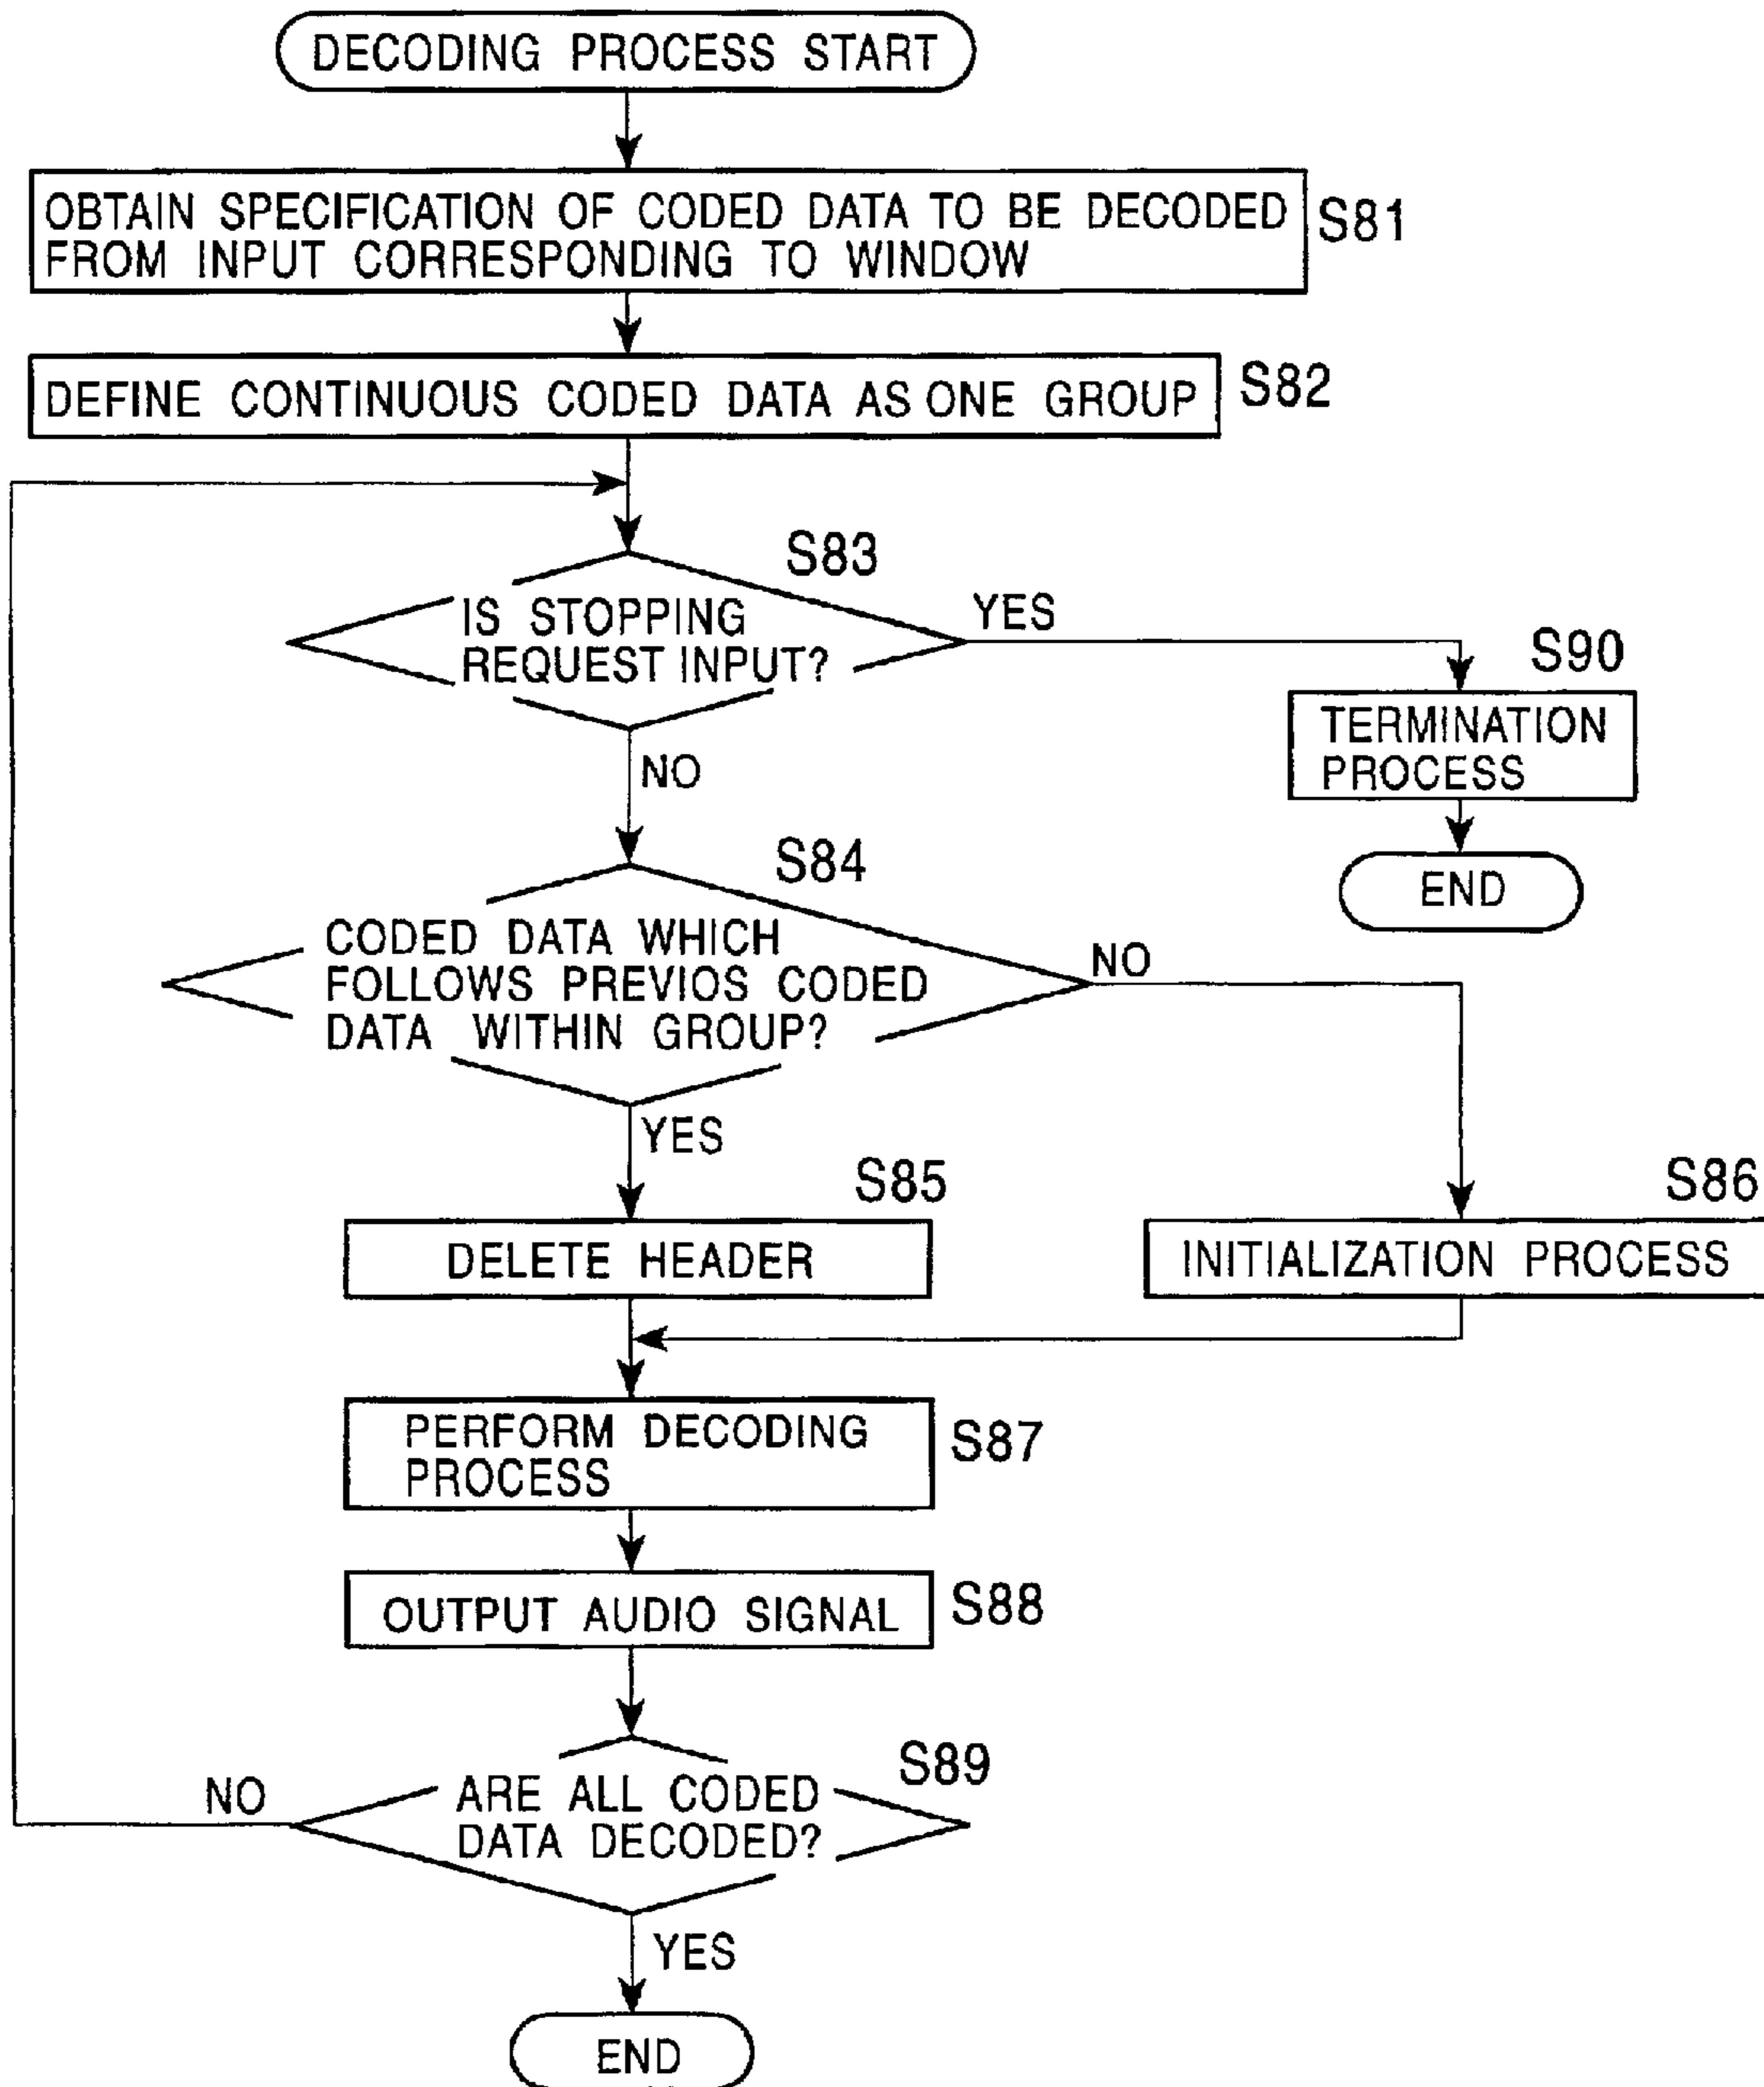 DECODING PROCESS START
OBTAIN SPECIFICATION OF CODED DATA TO BE DECODED
FROM INPUT CORRESPONDING TO WINDOW
S81
DEFINE CONTINUOUS CODED DATA AS ONE GROUP
S82
S83
IS STOPPING
REQUEST INPUT?
YES
NO
S90
TERMINATION
PROCESS
END
S84
CODED DATA WHICH
FOLLOWS PREVIOS CODED
DATA WITHIN GROUP?
NO
YES
S85
DELETE HEADER
S86
INITIALIZATION PROCESS
PERFORM DECODING
PROCESS
S87
OUTPUT AUDIO SIGNAL
S88
S89
ARE ALL CODED
DATA DECODED?
NO
YES
END